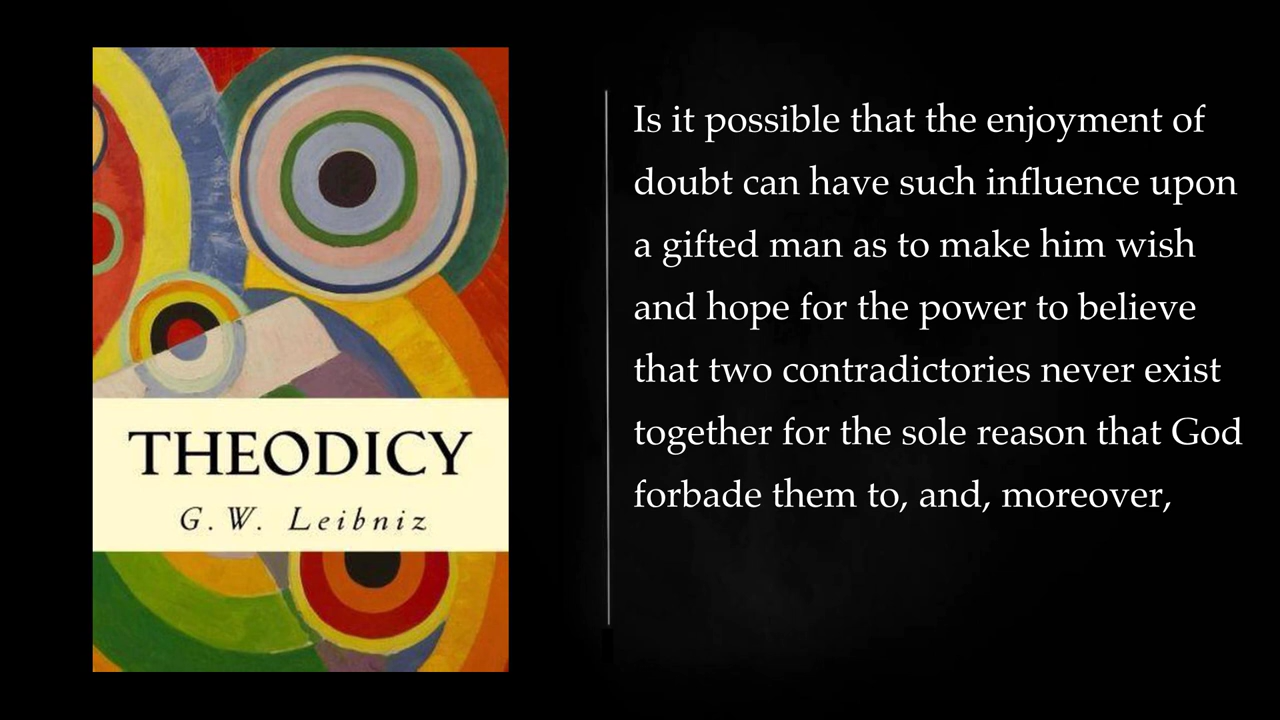 THEODICY
G.W. Leibniz
Is it possible that the enjoyment of
doubt can have such influence upon
a gifted man as to make him wish
and hope for the power to believe
that two contradictories never exist
together for the sole reason that God
forbade them to, and, moreover,